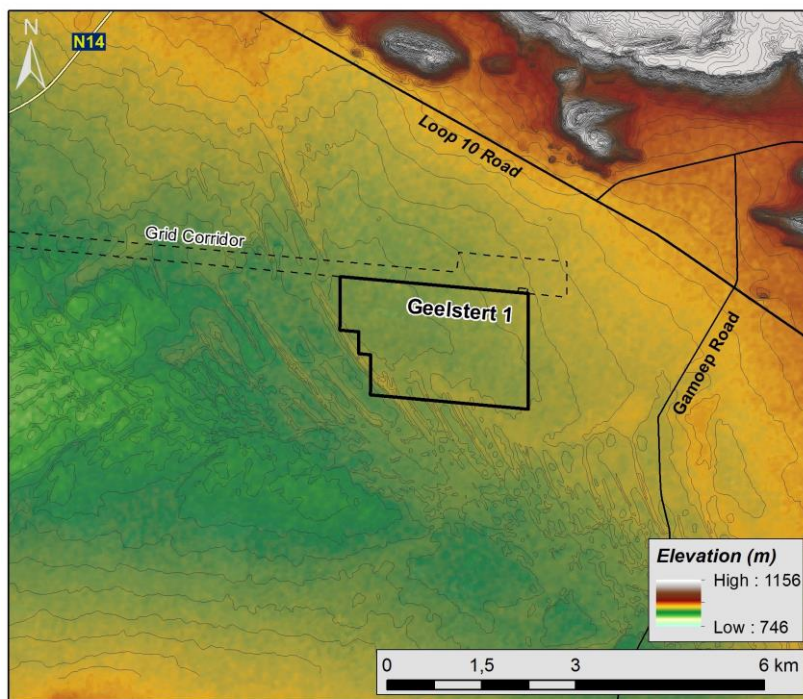 N
N14
Loop 10 Road
Grid Corridor
Geelstert 1
Gamoep Road
Elevation (m)
High : 1156
Low : 746
0 1,5 3 6 km